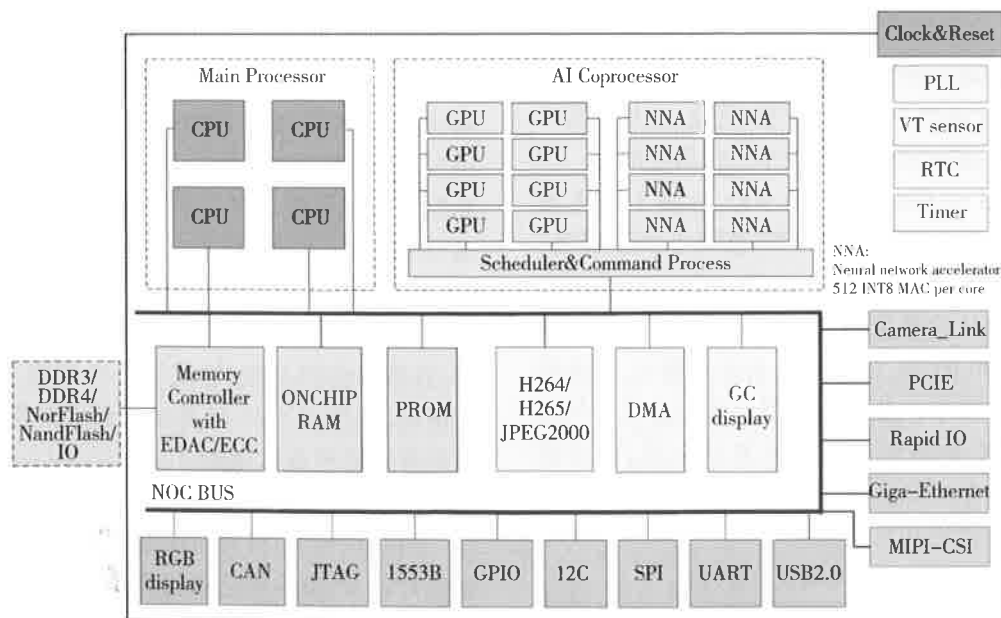 Clock&Reset
Main Processor
AI Coprocessor
PLL
VT sensor
RTC
Timer
CPU
CPU
CPU
CPU
GPU
GPU
NNA
NNA
GPU
GPU
NNA
NNA
GPU
GPU
NNA
NNA
GPU
GPU
NNA
NNA
Scheduler&Command Process
NNA:
Neural network accelerator
512 INT8 MAC per core
DDR3/
DDR4/
NorFlash/
NandFlash/
IO
Memory
Controller
with
EDAC/ECC
ONCHIP
RAM
PROM
H264/
H265/
JPEG2000
DMA
GC
display
NOC BUS
Camera_Link
PCIE
Rapid IO
Giga-Ethernet
MIPI-CSI
RGB
display
CAN
JTAG
1553B
GPIO
12C
SPI
UART
USB2.0